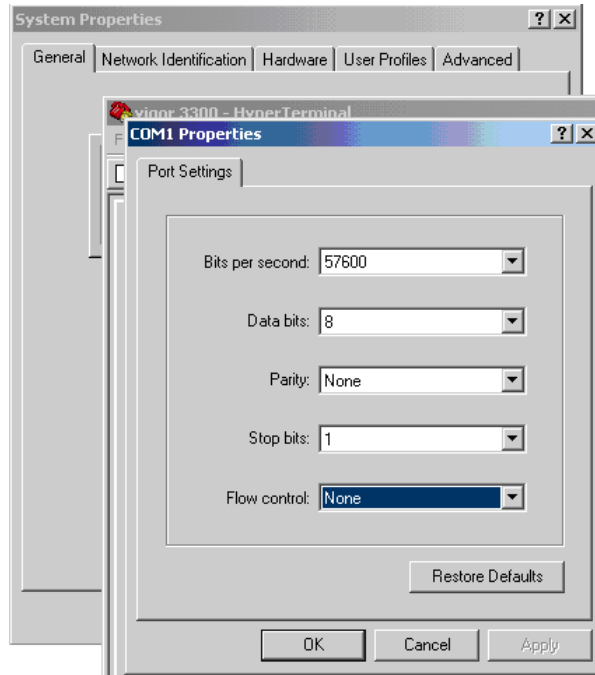 System Properties
General Network Identification Hardware User Profiles Advanced
vigor 3300 - HyperTerminal
F
COM1 Properties
Port Settings
Bits per second: 57600
Data bits: 8
Parity: None
Stop bits: 1
Flow control: None
Restore Defaults
OK Cancel Apply